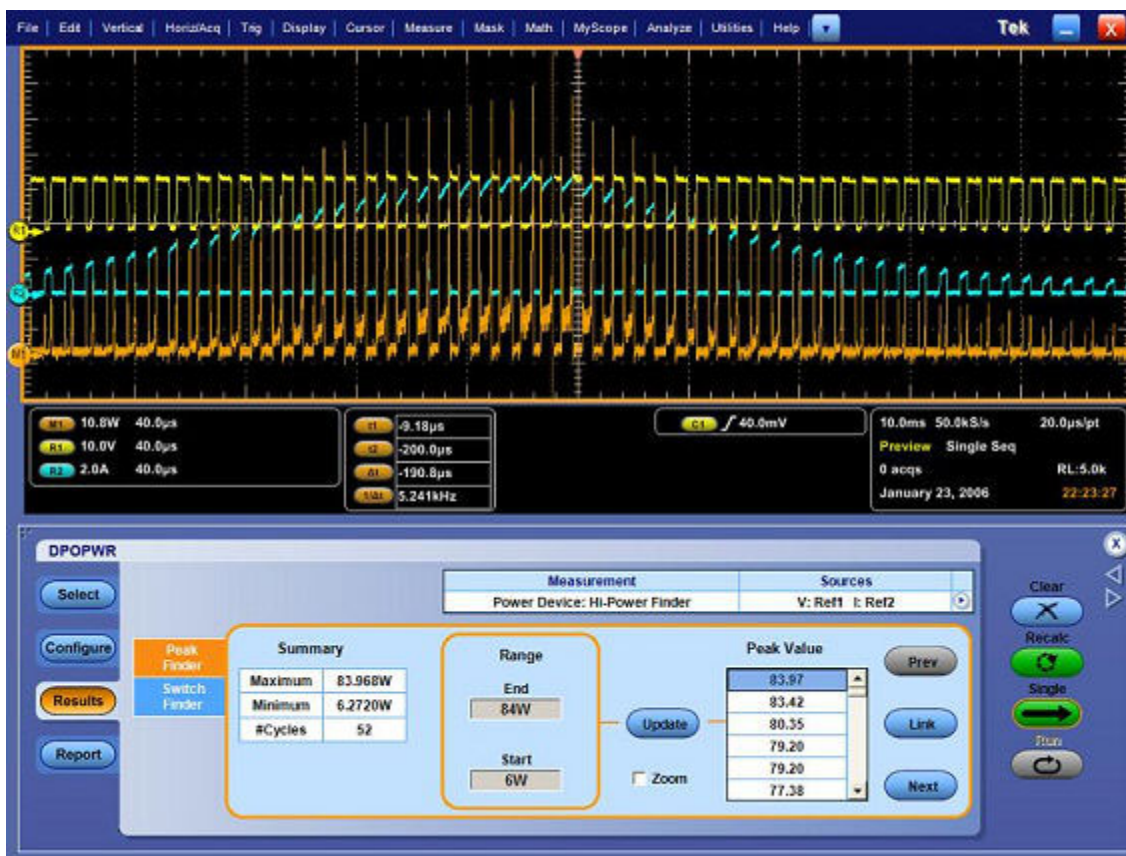 File Edit Vertical Horiz/Acq Trig Display Cursor Measure Mask Math MyScope Analyze Utilities Help Tek X
R1
R2
M1
M1 10.8W 40.0µs
R1 10.0V 40.0µs
R2 2.0A 40.0µs
t1 -9.18µs
t2 -200.0µs
Δt -190.8µs
1/Δt 5.241kHz
C1 40.0mV
10.0ms 50.0kS/s 20.0µs/pt
Preview Single Seq
0 acqs RL:5.0k
January 23, 2006 22:23:27
DPOPWR
X
Select
Configure
Results
Report
Measurement Sources
Power Device: Hi-Power Finder V: Ref1 I: Ref2
Peak Finder
Switch Finder
Summary
Maximum 83.968W
Minimum 6.2720W
#Cycles 52
Range
End
84W
Start
6W
Update
Zoom
Peak Value
83.97
83.42
80.35
79.20
79.20
77.38
Prev
Link
Next
Clear
Recalc
Single
Run